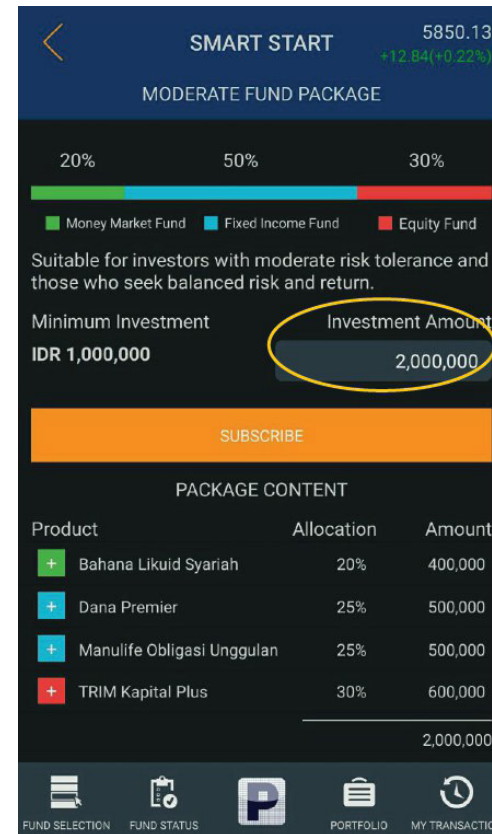 SMART START 5850.13
+12.84(+0.22%)
MODERATE FUND PACKAGE
20% 50% 30%
Money Market Fund Fixed Income Fund Equity Fund
Suitable for investors with moderate risk tolerance and
those who seek balanced risk and return.
Minimum Investment Investment Amount
IDR 1,000,000 2,000,000
SUBSCRIBE
PACKAGE CONTENT
Product Allocation Amount
+ Bahana Likuid Syariah 20% 400,000
+ Dana Premier 25% 500,000
+ Manulife Obligasi Unggulan 25% 500,000
+ TRIM Kapital Plus 30% 600,000
2,000,000
P
FUND SELECTION FUND STATUS PORTFOLIO MY TRANSACTIO